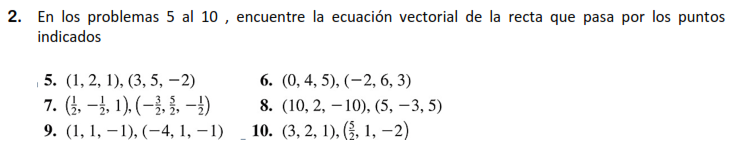 2. En los problemas 5 al 10 , encuentre la ecuación vectorial de la recta que pasa por los puntos
indicados
5. (1, 2, 1), (3, 5, −2) 6. (0, 4, 5), (−2, 6, 3)
7. (½, −½, 1), (−3/2, 5/2, −½) 8. (10, 2, −10), (5, −3, 5)
9. (1, 1, −1), (−4, 1, −1) 10. (3, 2, 1), (5/2, 1, −2)